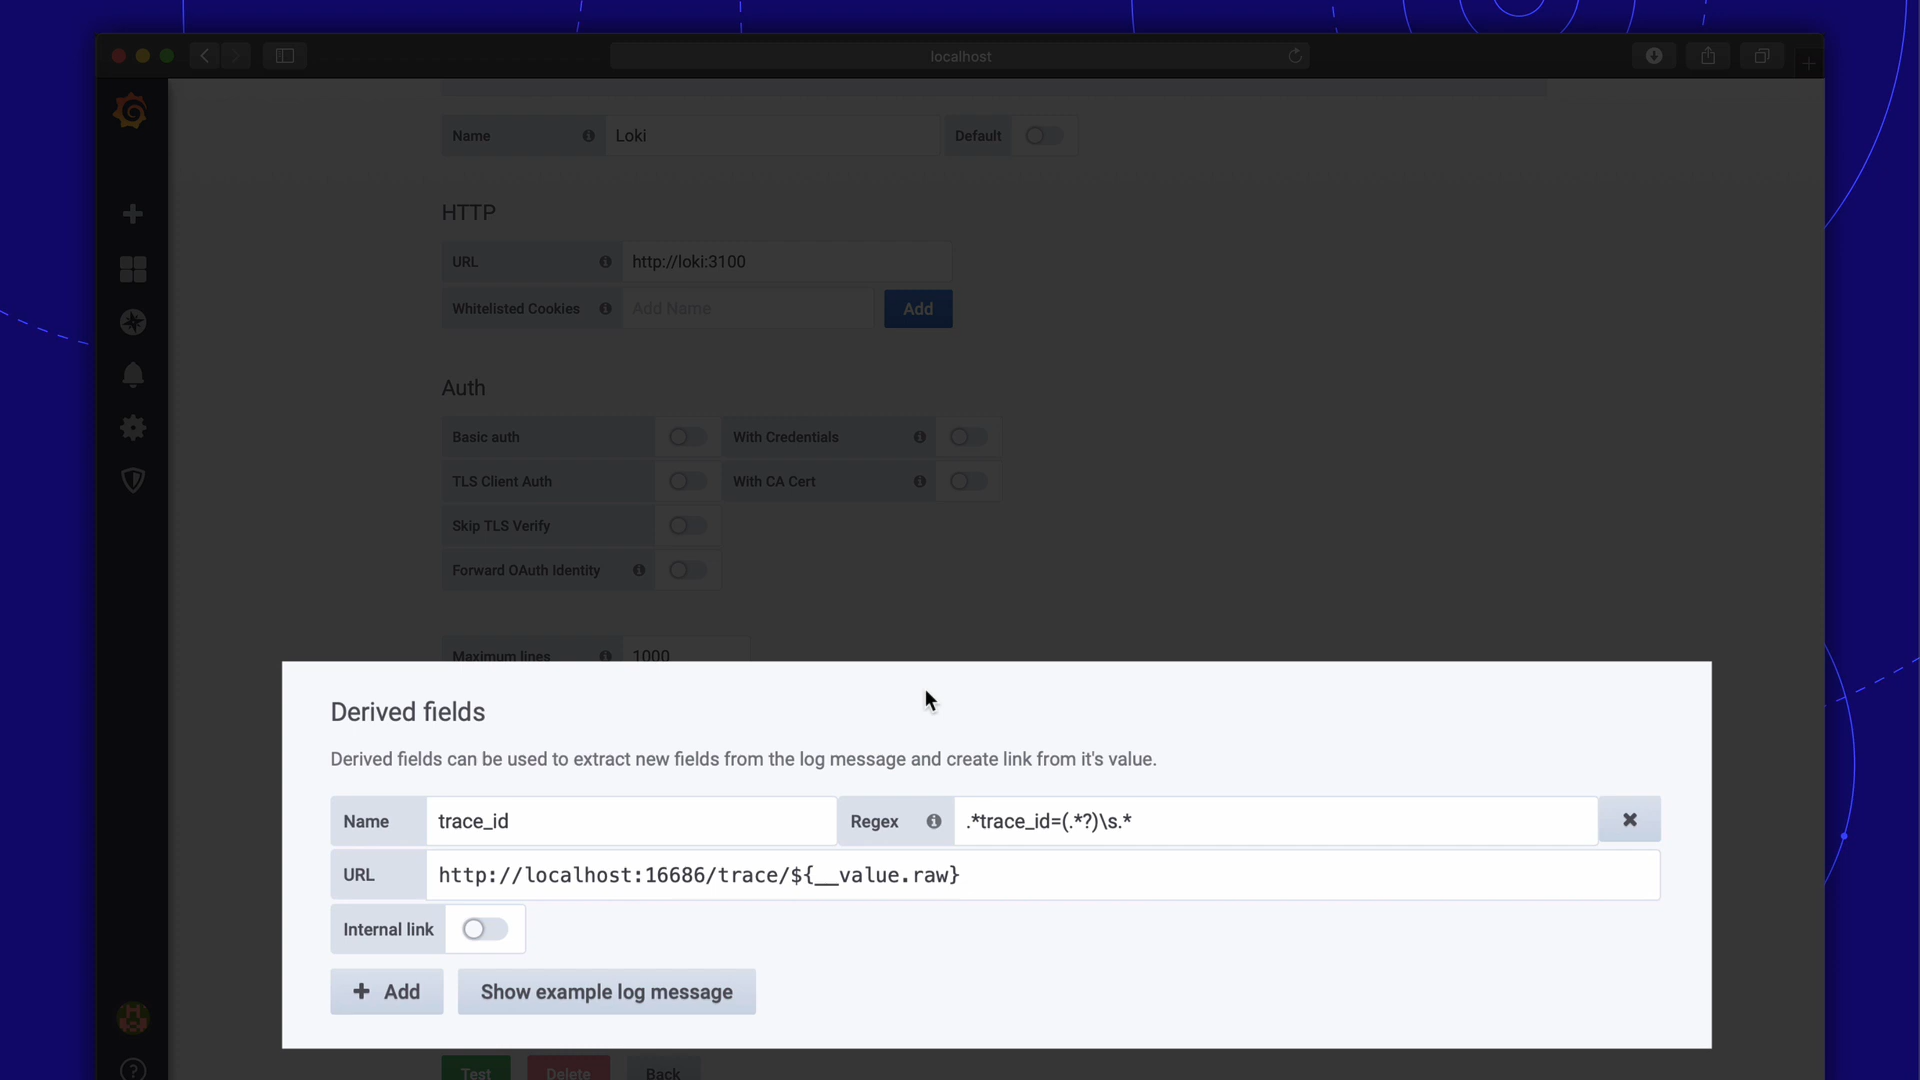 localhost
Name Loki Default
HTTP
URL http://loki:3100
Whitelisted Cookies Add Name Add
Auth
Basic auth With Credentials
TLS Client Auth With CA Cert
Skip TLS Verify
Forward OAuth Identity
Maximum lines 1000
Derived fields
Derived fields can be used to extract new fields from the log message and create link from it's value.
Name trace_id Regex .*trace_id=(.*?)\s.*
URL http://localhost:16686/trace/${__value.raw}
Internal link
+ Add Show example log message
Test Delete Back